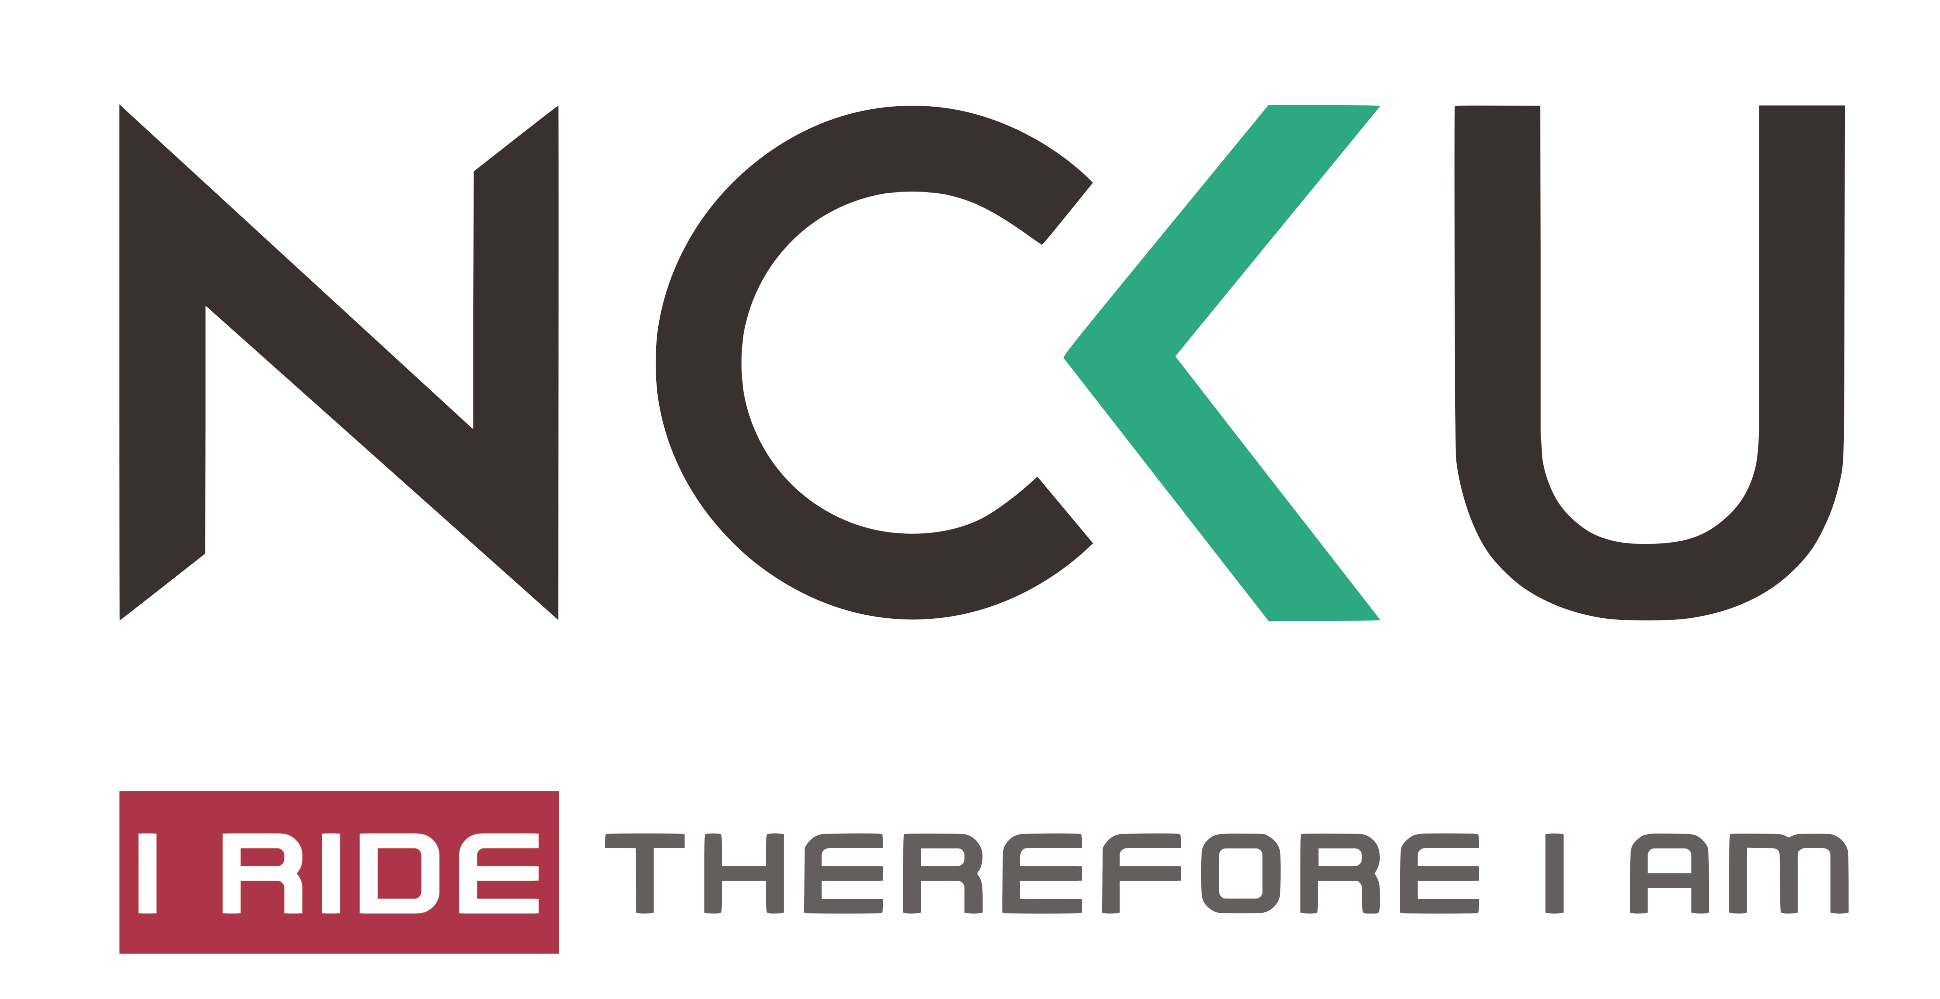 NCKU
I RIDE THEREFORE I AM